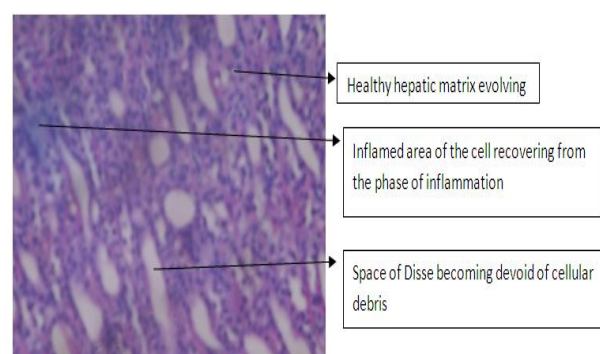 Healthy hepatic matrix evolving
Inflamed area of the cell recovering from
the phase of inflammation
Space of Disse becoming devoid of cellular
debris